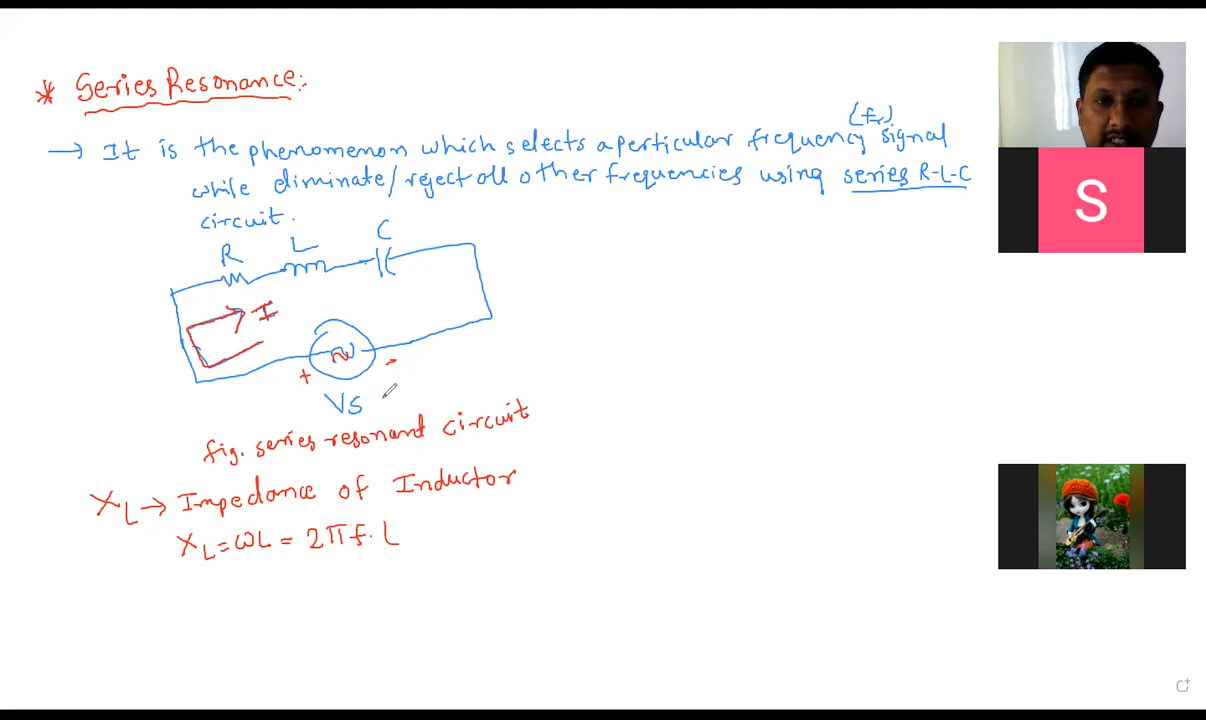 * Series Resonance:
(fr)
→ It is the phenomenon which selects a perticular frequency signal
while eliminate/reject all other frequencies using series R-L-C
circuit.
R L C
I
+ -
Vs
fig. series resonant circuit
XL → Impedance of Inductor
XL = ωL = 2πf.L
S